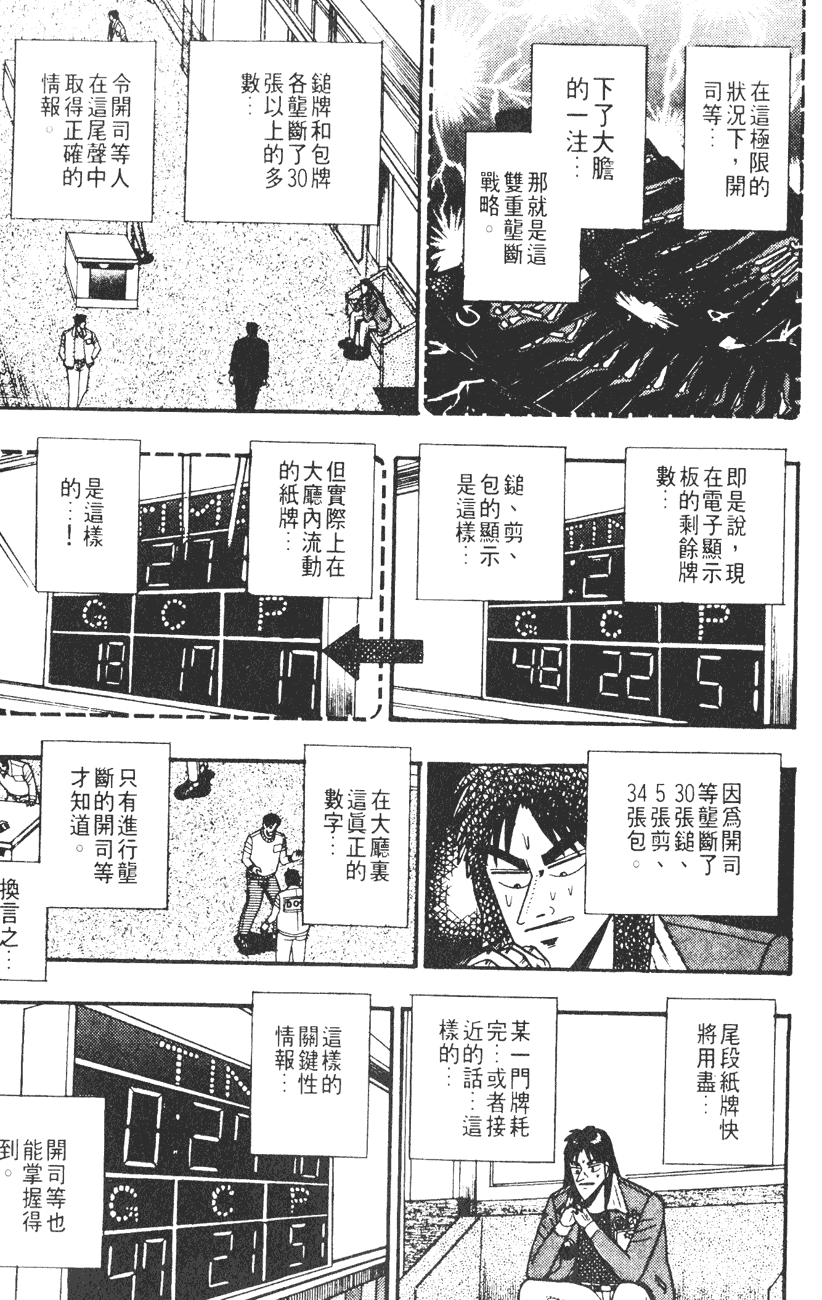 在這極限的
狀況下，開
司等…
下了大膽
的一注…
那就是這
雙重壟斷
戰略。
鎚牌和包牌
各壟斷了30
張以上的多
數…
令開司等人
在這尾聲中
取得正確的
情報。
即是說，現
在電子顯示
板的剩餘牌
數…
鎚、剪、
包的顯示
是這樣…
TIM
2
G C P
48 22 51
但實際上在
大廳內流動
的紙牌…
是這樣
的…！
TIME
27
G C P
18 17 17
因爲開司
等壟斷了
30張鎚、
5張剪、
34張包。
在大廳裏
這眞正的
數字…
只有進行壟
斷的開司等
才知道。
換言之…
尾段紙牌快
將用盡…
某一門牌耗
完…或者接
近的話…這
樣的…
這樣的
關鍵性
情報…
TIM
G C P
47 21 5
開司等也
能掌握得
到。